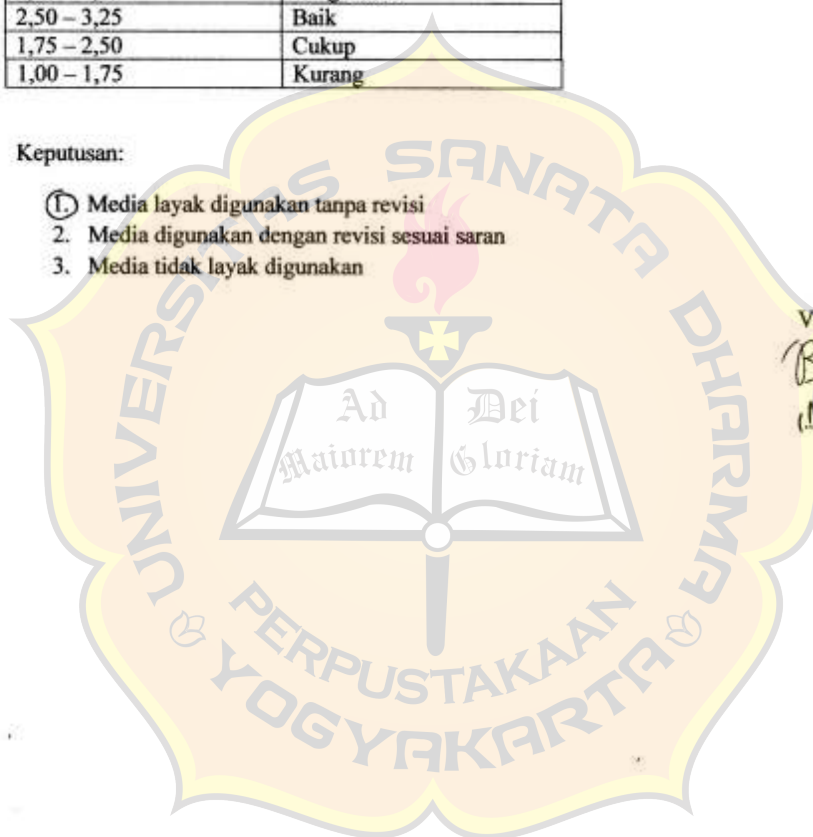 2,50 – 3,25 Baik
1,75 – 2,50 Cukup
1,00 – 1,75 Kurang
Keputusan:
1. Media layak digunakan tanpa revisi
2. Media digunakan dengan revisi sesuai saran
3. Media tidak layak digunakan
UNIVERSITAS SANATA DHARMA
Ad Dei
Maiorem Gloriam
PERPUSTAKAAN
YOGYAKARTA